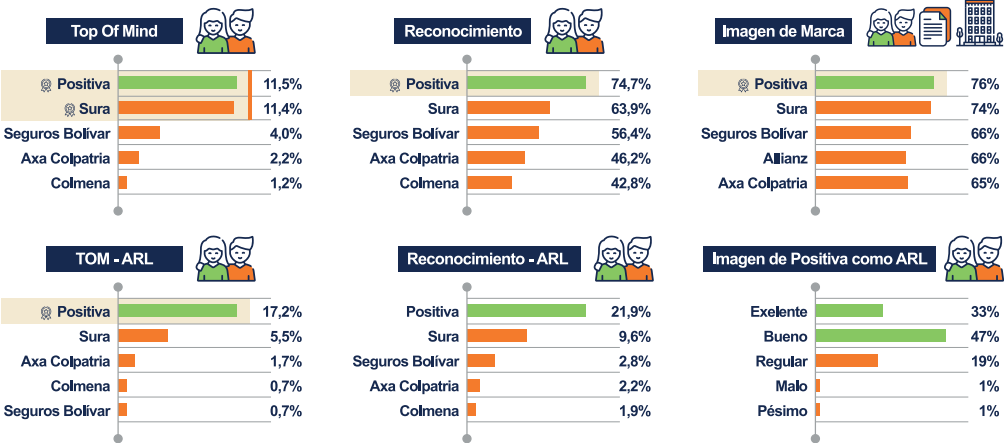 Top Of Mind
Positiva 11,5%
Sura 11,4%
Seguros Bolívar 4,0%
Axa Colpatria 2,2%
Colmena 1,2%
Reconocimiento
Positiva 74,7%
Sura 63,9%
Seguros Bolívar 56,4%
Axa Colpatria 46,2%
Colmena 42,8%
Imagen de Marca
Positiva 76%
Sura 74%
Seguros Bolívar 66%
Allianz 66%
Axa Colpatria 65%
TOM - ARL
Positiva 17,2%
Sura 5,5%
Axa Colpatria 1,7%
Colmena 0,7%
Seguros Bolívar 0,7%
Reconocimiento - ARL
Positiva 21,9%
Sura 9,6%
Seguros Bolívar 2,8%
Axa Colpatria 2,2%
Colmena 1,9%
Imagen de Positiva como ARL
Exelente 33%
Bueno 47%
Regular 19%
Malo 1%
Pésimo 1%